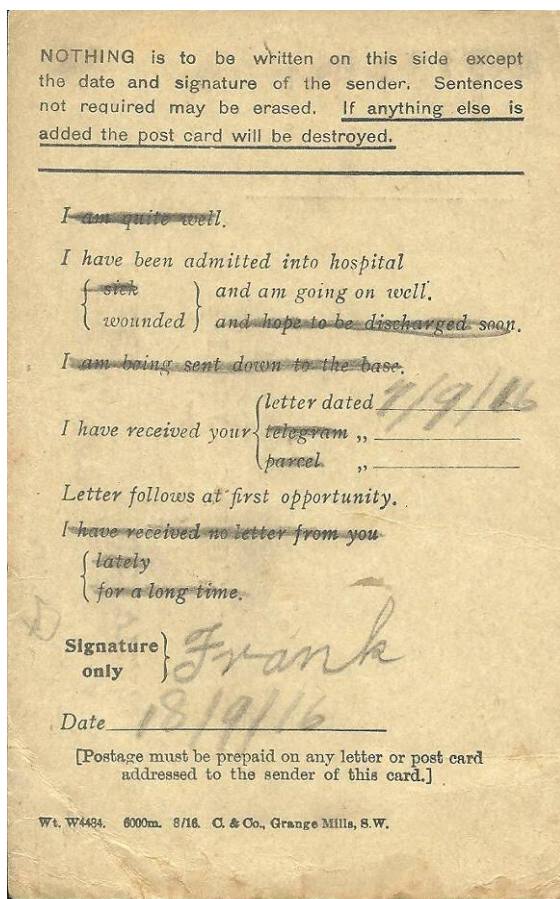 NOTHING is to be written on this side except
the date and signature of the sender. Sentences
not required may be erased. If anything else is
added the post card will be destroyed.
I am quite well.
I have been admitted into hospital
sick
and am going on well.
wounded
and hope to be discharged soon.
I am being sent down to the base.
letter dated 7/9/16
I have received your
telegram „
parcel „
Letter follows at first opportunity.
I have received no letter from you
lately
for a long time.
Signature
only
Frank
Date 18/9/16
[Postage must be prepaid on any letter or post card
addressed to the sender of this card.]
Wt. W4484. 6000m. 8/16. C. & Co., Grange Mills, S.W.